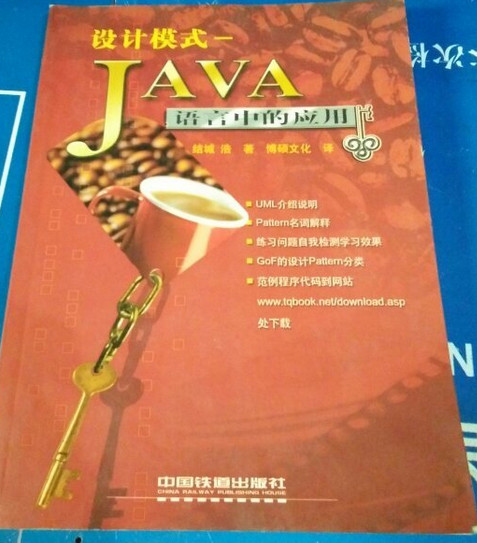 设计模式－
JAVA
语言中的应用
结城 浩 著 博硕文化 译
■ UML介绍说明
■ Pattern名词解释
■ 练习问题自我检测学习效果
■ GoF的设计Pattern分类
■ 范例程序代码到网站
www.tqbook.net/download.asp
处下载
中国铁道出版社
CHINA RAILWAY PUBLISHING HOUSE
次
N